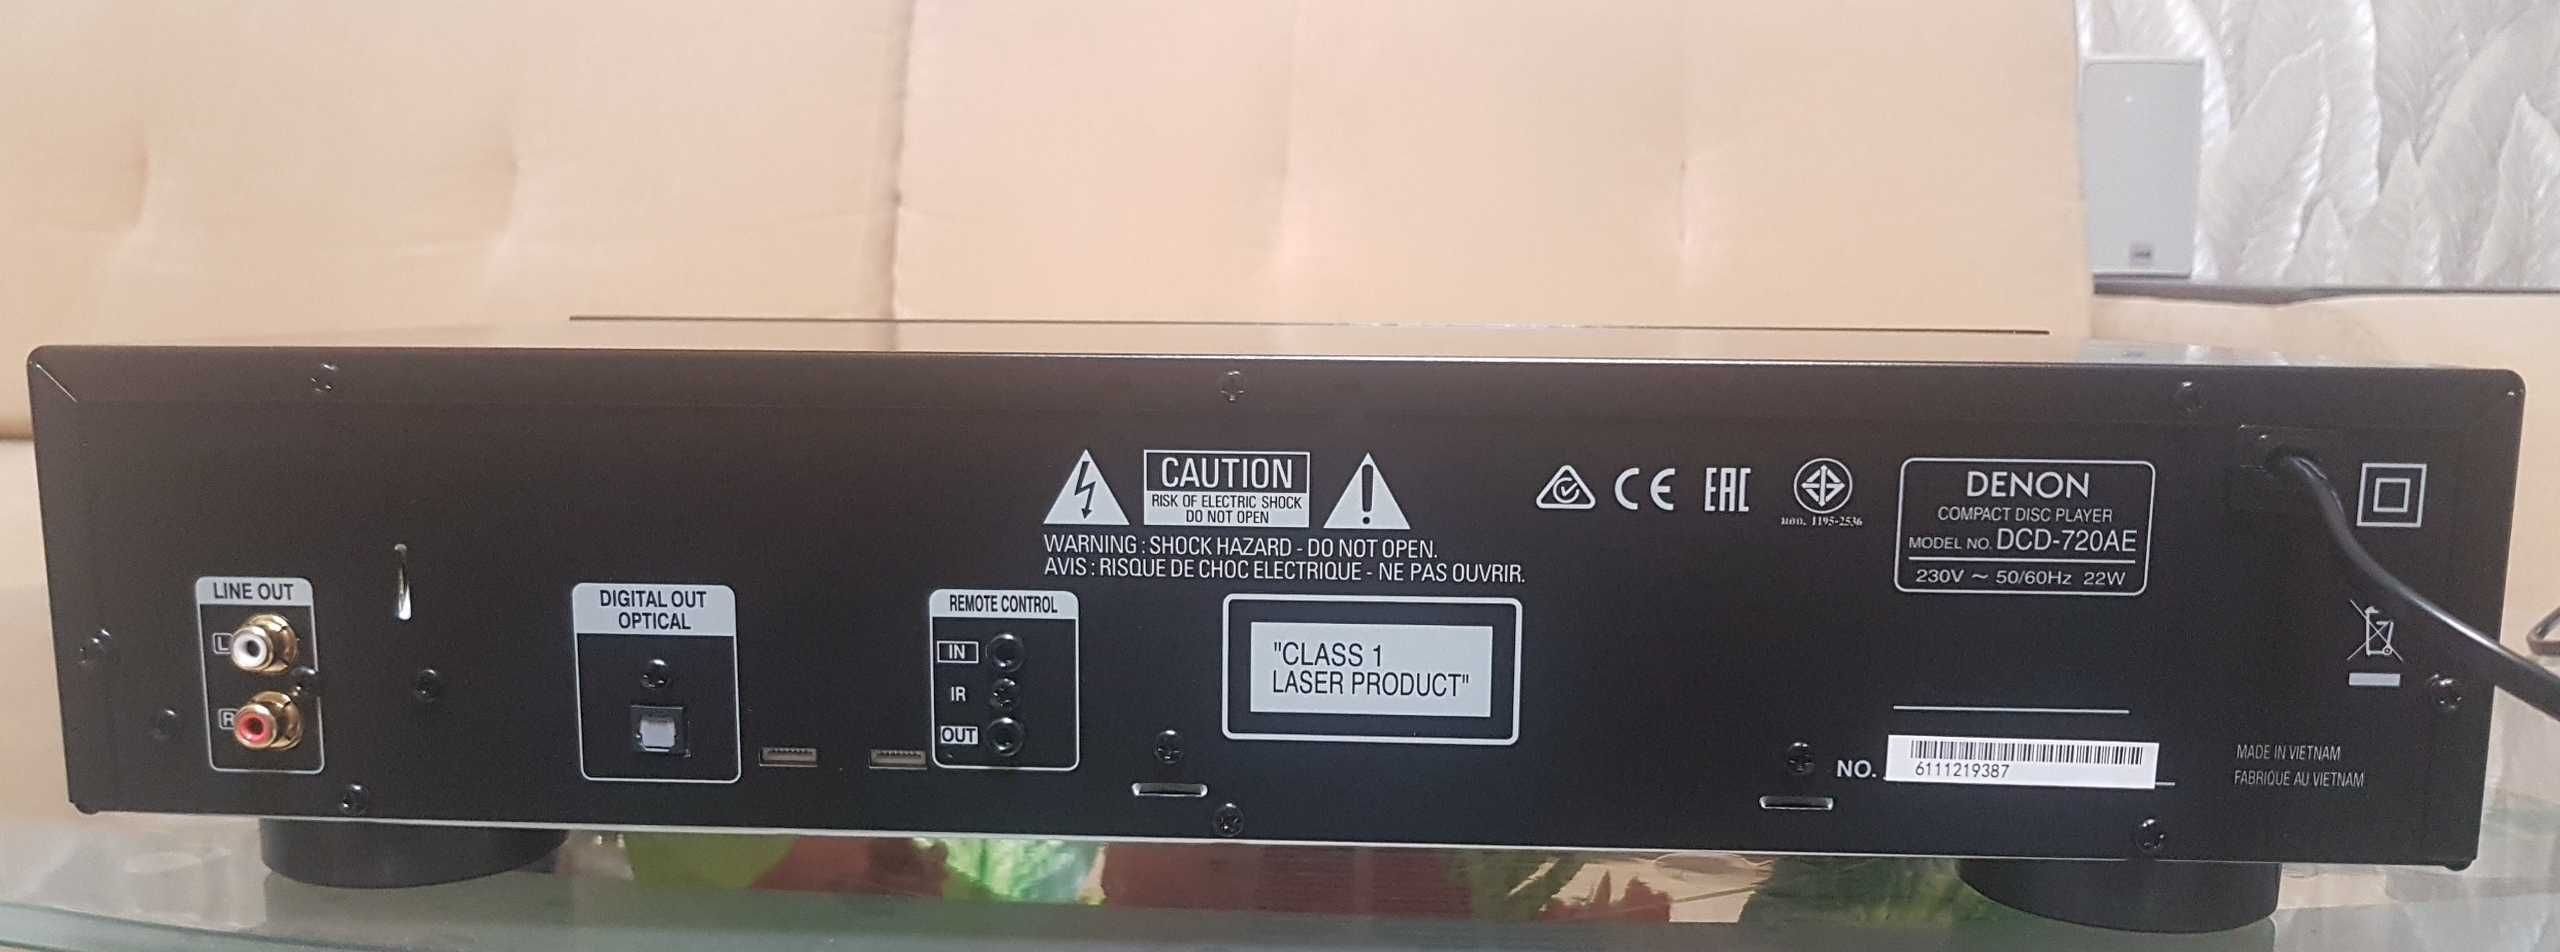 LINE OUT
L
R
DIGITAL OUT
OPTICAL
REMOTE CONTROL
IN
IR
OUT
CAUTION
RISK OF ELECTRIC SHOCK
DO NOT OPEN
WARNING : SHOCK HAZARD - DO NOT OPEN.
AVIS : RISQUE DE CHOC ELECTRIQUE - NE PAS OUVRIR.
"CLASS 1
LASER PRODUCT"
CE EAC
มอก. 1195-2536
DENON
COMPACT DISC PLAYER
MODEL NO. DCD-720AE
230V ~ 50/60Hz 22W
NO.
6111219387
MADE IN VIETNAM
FABRIQUE AU VIETNAM